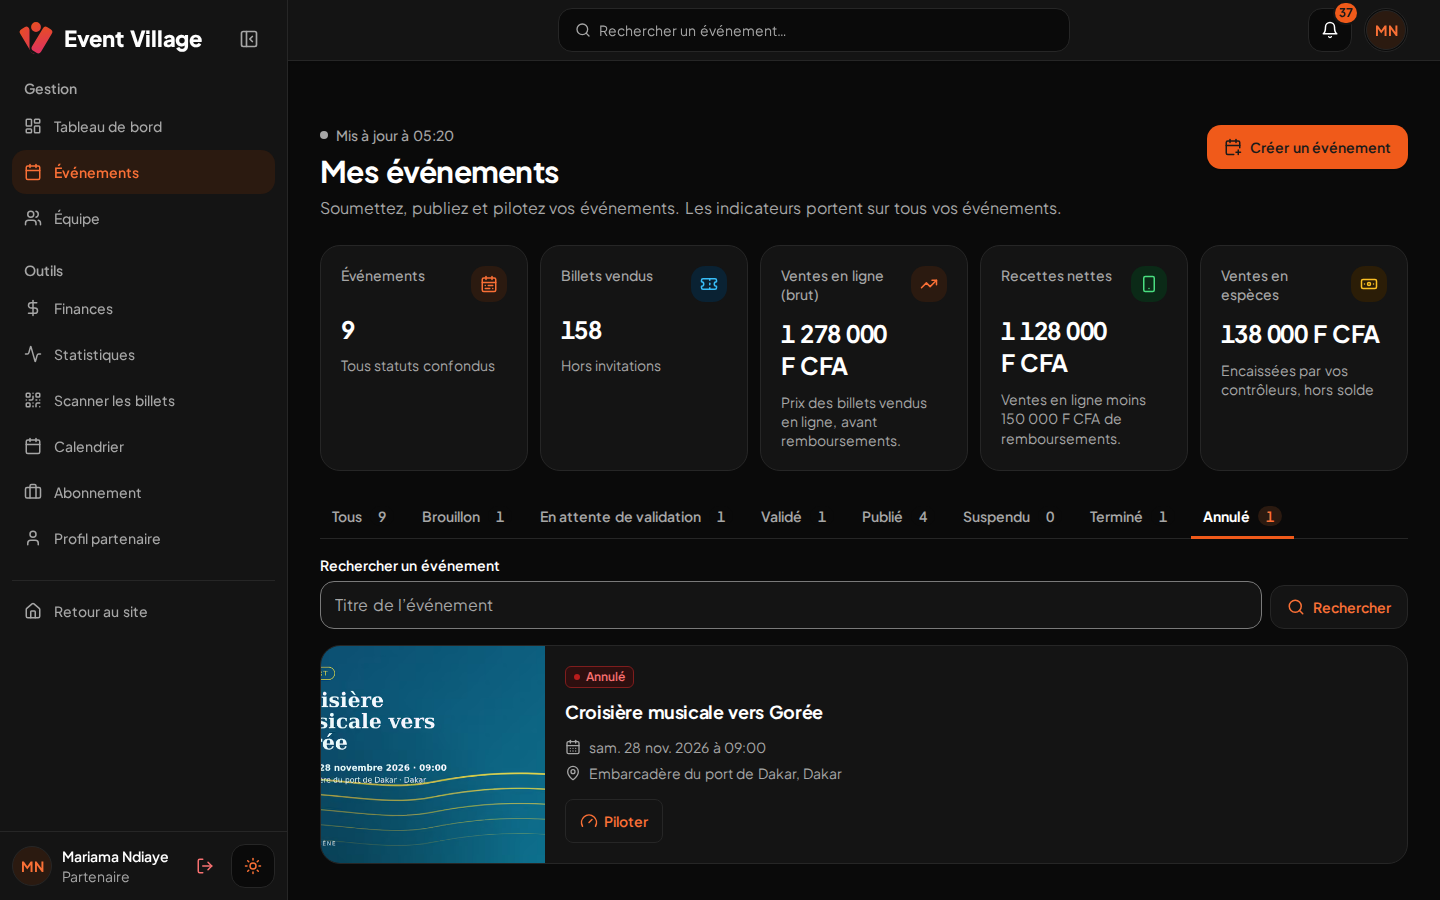 Event Village
Rechercher un événement...
37
MN
Gestion
Tableau de bord
Événements
Équipe
Outils
Finances
Statistiques
Scanner les billets
Calendrier
Abonnement
Profil partenaire
Retour au site
MN
Mariama Ndiaye
Partenaire
Mis à jour à 05:20
Mes événements
Soumettez, publiez et pilotez vos événements. Les indicateurs portent sur tous vos événements.
Créer un événement
Événements
9
Tous statuts confondus
Billets vendus
158
Hors invitations
Ventes en ligne
(brut)
1 278 000
F CFA
Prix des billets vendus
en ligne, avant
remboursements.
Recettes nettes
1 128 000
F CFA
Ventes en ligne moins
150 000 F CFA de
remboursements.
Ventes en
espèces
138 000 F CFA
Encaissées par vos
contrôleurs, hors solde
Tous 9 Brouillon 1 En attente de validation 1 Validé 1 Publié 4 Suspendu 0 Terminé 1 Annulé 1
Rechercher un événement
Titre de l'événement
Rechercher
isière
sicale vers
rée
28 novembre 2026 · 09:00
ère du port de Dakar · Dakar
ÈNE
Annulé
Croisière musicale vers Gorée
sam. 28 nov. 2026 à 09:00
Embarcadère du port de Dakar, Dakar
Piloter